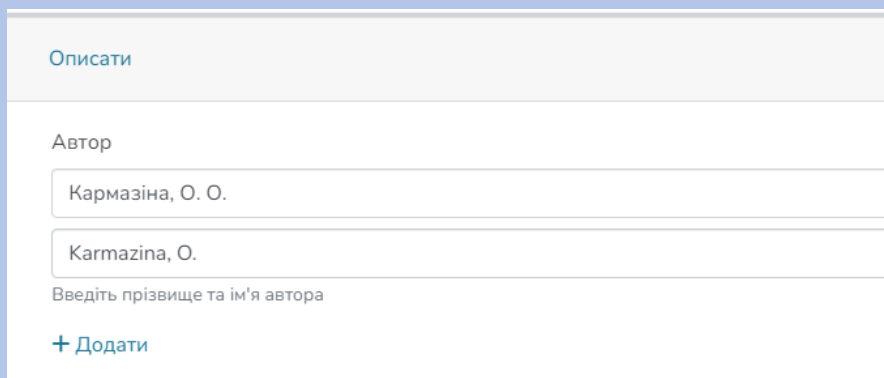 Описати
Автор
Кармазіна, О. О.
Karmazina, O.
Введіть прізвище та ім'я автора
+ Додати